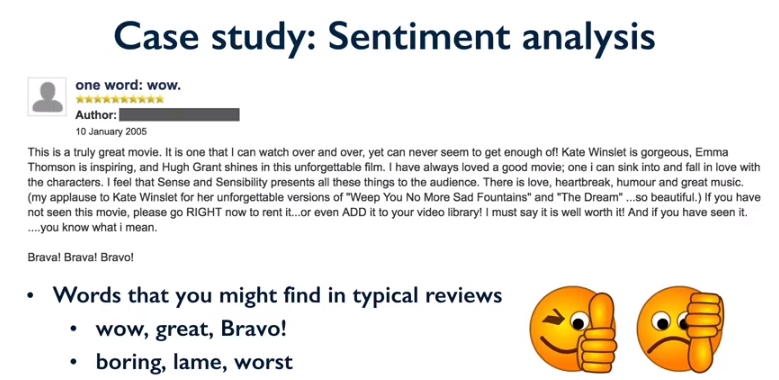 Case study: Sentiment analysis
one word: wow.
Author:
10 January 2005
This is a truly great movie. It is one that I can watch over and over, yet can never seem to get enough of! Kate Winslet is gorgeous, Emma
Thomson is inspiring, and Hugh Grant shines in this unforgettable film. I have always loved a good movie; one i can sink into and fall in love with
the characters. I feel that Sense and Sensibility presents all these things to the audience. There is love, heartbreak, humour and great music.
(my applause to Kate Winslet for her unforgettable versions of "Weep You No More Sad Fountains" and "The Dream" ...so beautiful.) If you have
not seen this movie, please go RIGHT now to rent it...or even ADD it to your video library! I must say it is well worth it! And if you have seen it.
....you know what i mean.
Brava! Brava! Bravo!
• Words that you might find in typical reviews
• wow, great, Bravo!
• boring, lame, worst